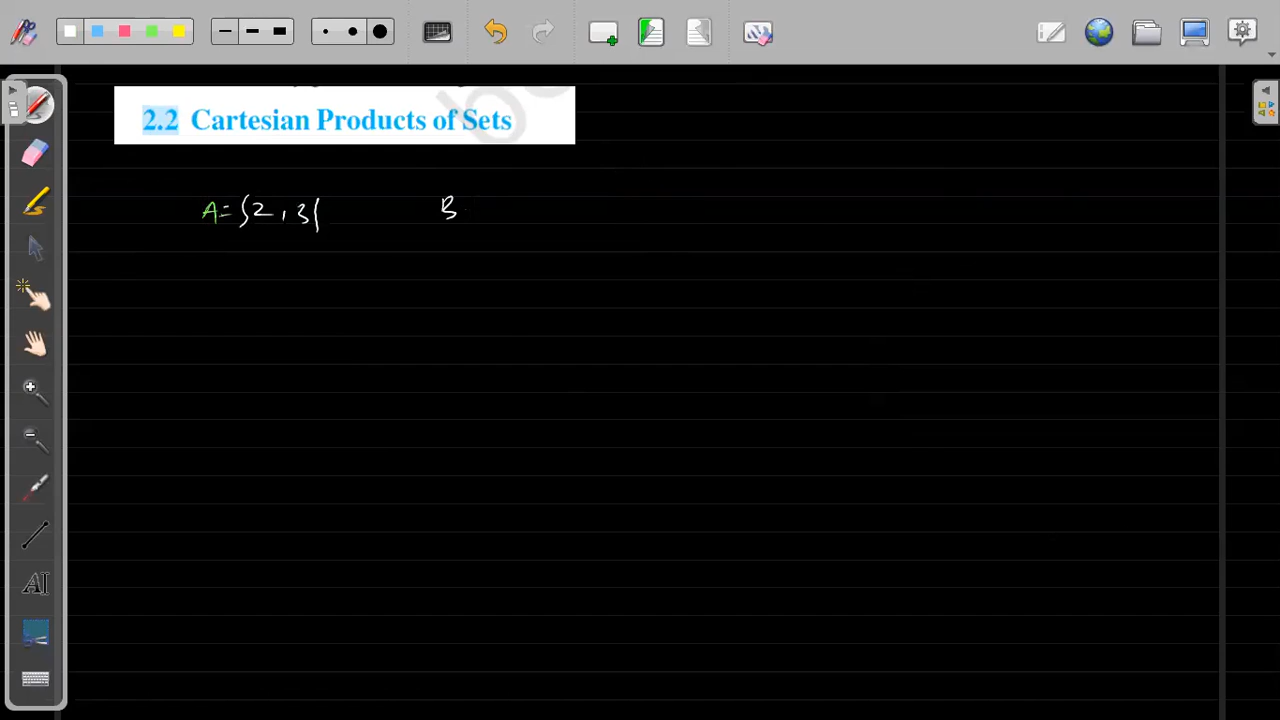 2.2 Cartesian Products of Sets
A = {2, 3} B